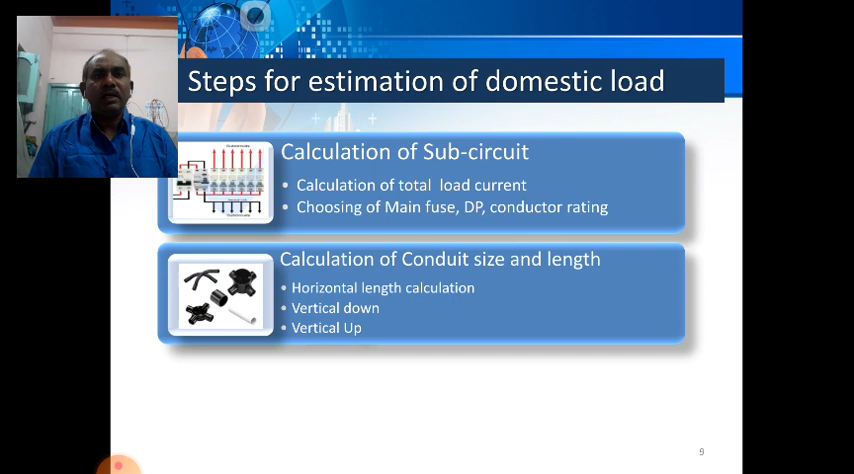 Steps for estimation of domestic load
Calculation of Sub-circuit
• Calculation of total load current
• Choosing of Main fuse, DP, conductor rating
Calculation of Conduit size and length
• Horizontal length calculation
• Vertical down
• Vertical Up
9